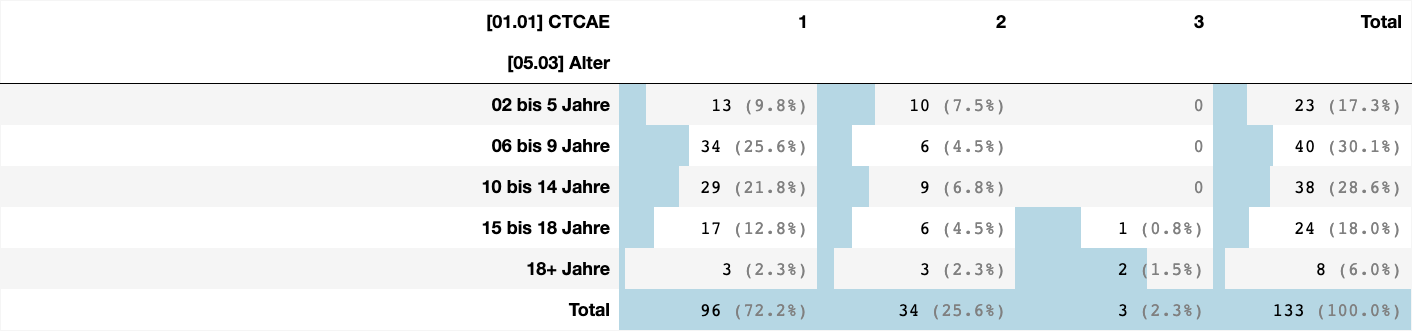 [01.01] CTCAE 1 2 3 Total
[05.03] Alter
02 bis 5 Jahre 13 (9.8%) 10 (7.5%) 0 23 (17.3%)
06 bis 9 Jahre 34 (25.6%) 6 (4.5%) 0 40 (30.1%)
10 bis 14 Jahre 29 (21.8%) 9 (6.8%) 0 38 (28.6%)
15 bis 18 Jahre 17 (12.8%) 6 (4.5%) 1 (0.8%) 24 (18.0%)
18+ Jahre 3 (2.3%) 3 (2.3%) 2 (1.5%) 8 (6.0%)
Total 96 (72.2%) 34 (25.6%) 3 (2.3%) 133 (100.0%)